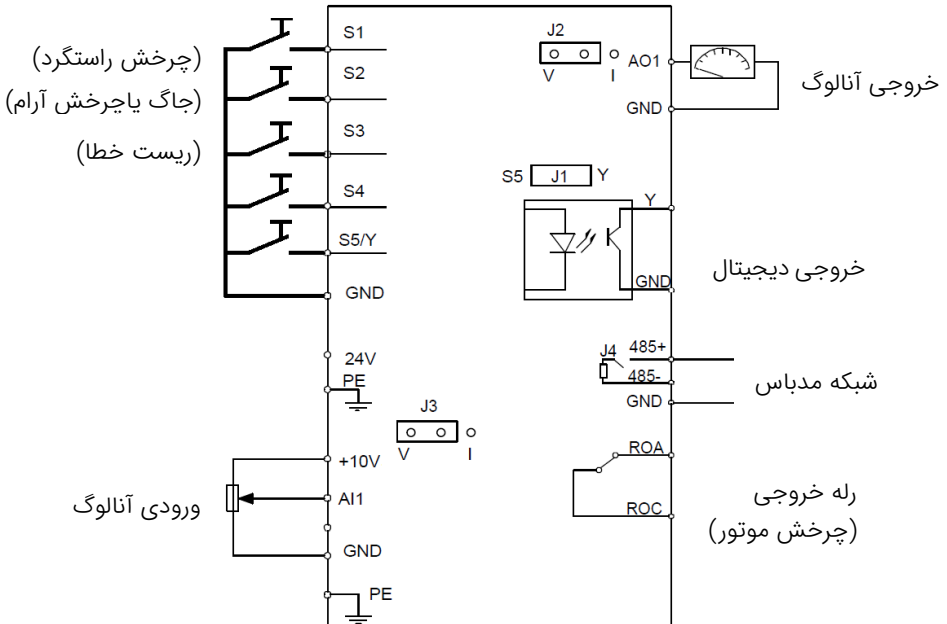 S1
(چرخش راستگرد)
S2
(جاگ یاچرخش آرام)
S3
(ریست خطا)
S4
S5/Y
GND
24V
PE
J3
V I
+10V
AI1
ورودی آنالوگ
GND
PE
J2
V I
AO1
GND
خروجی آنالوگ
S5 J1 Y
Y
GND
خروجی دیجیتال
J4 485+
485-
GND
شبکه مدباس
ROA
ROC
رله خروجی
(چرخش موتور)